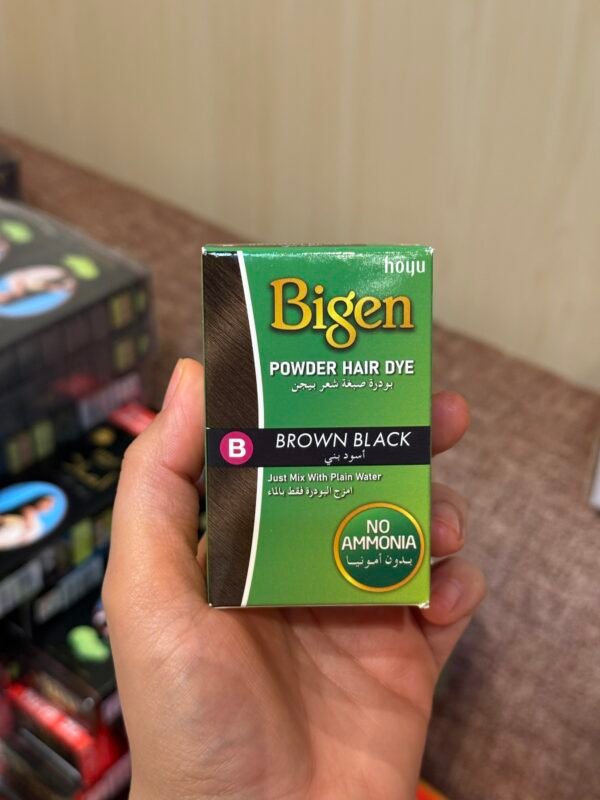 hoyu
Bigen
POWDER HAIR DYE
بودرة صبغة شعر بيجن
B
BROWN BLACK
أسود بني
Just Mix With Plain Water
امزج البودرة فقط بالماء
NO
AMMONIA
بدون أمونيا